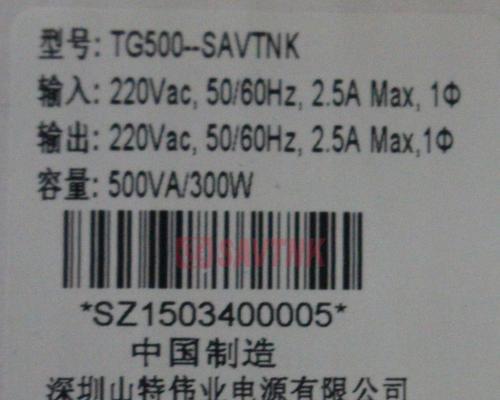 型号: TG500--SAVTNK
输入: 220Vac, 50/60Hz, 2.5A Max, 1Φ
输出: 220Vac, 50/60Hz, 2.5A Max,1Φ
容量: 500VA/300W
SAVTNK
*SZ1503400005*
中国制造
深圳山特伟业电源有限公司